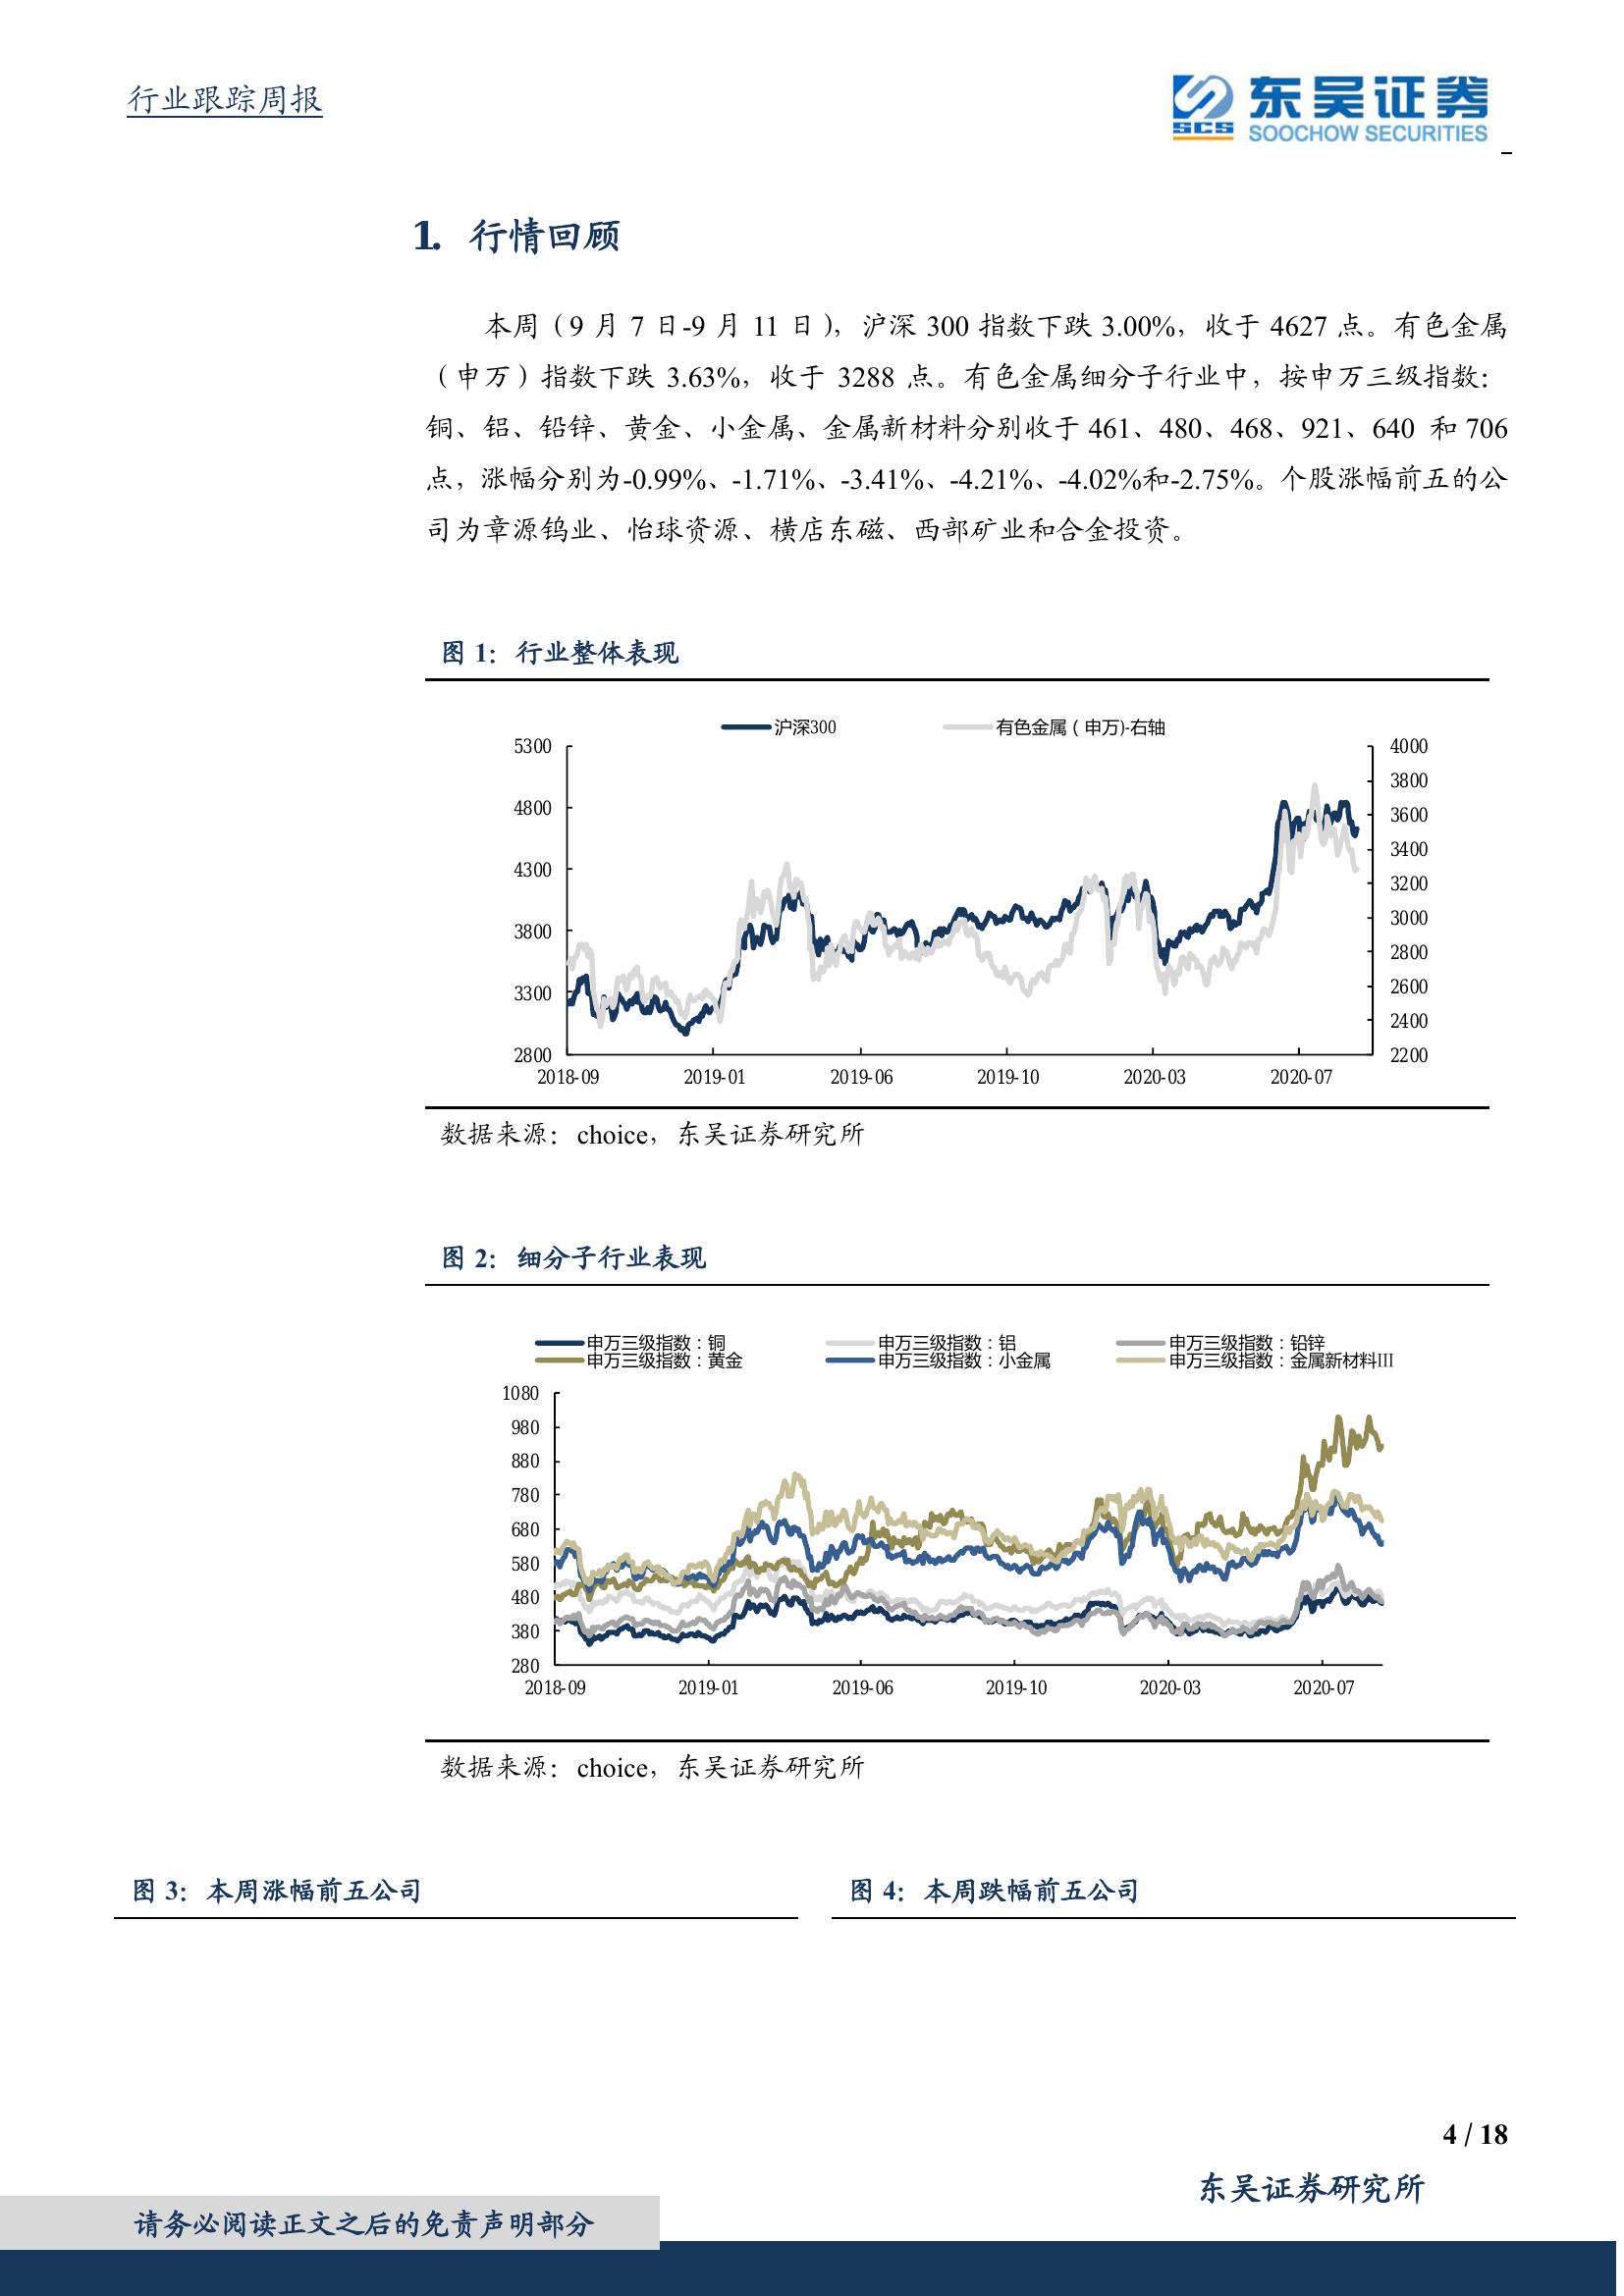 行业跟踪周报
东吴证券
SCS
SOOCHOW SECURITIES
1. 行情回顾
本周（9 月 7 日-9 月 11 日），沪深 300 指数下跌 3.00%，收于 4627 点。有色金属
（申万）指数下跌 3.63%，收于 3288 点。有色金属细分子行业中，按申万三级指数：
铜、铝、铅锌、黄金、小金属、金属新材料分别收于 461、480、468、921、640 和 706
点，涨幅分别为-0.99%、-1.71%、-3.41%、-4.21%、-4.02%和-2.75%。个股涨幅前五的公
司为章源钨业、怡球资源、横店东磁、西部矿业和合金投资。
图 1：行业整体表现
沪深300 有色金属（申万)-右轴
5300 4000
3800
4800 3600
3400
4300 3200
3000
3800 2800
2600
3300 2400
2800 2200
2018-09 2019-01 2019-06 2019-10 2020-03 2020-07
数据来源：choice，东吴证券研究所
图 2：细分子行业表现
申万三级指数：铜 申万三级指数：铝 申万三级指数：铅锌
申万三级指数：黄金 申万三级指数：小金属 申万三级指数：金属新材料III
1080
980
880
780
680
580
480
380
280
2018-09 2019-01 2019-06 2019-10 2020-03 2020-07
数据来源：choice，东吴证券研究所
图 3：本周涨幅前五公司 图 4：本周跌幅前五公司
4 / 18
东吴证券研究所
请务必阅读正文之后的免责声明部分